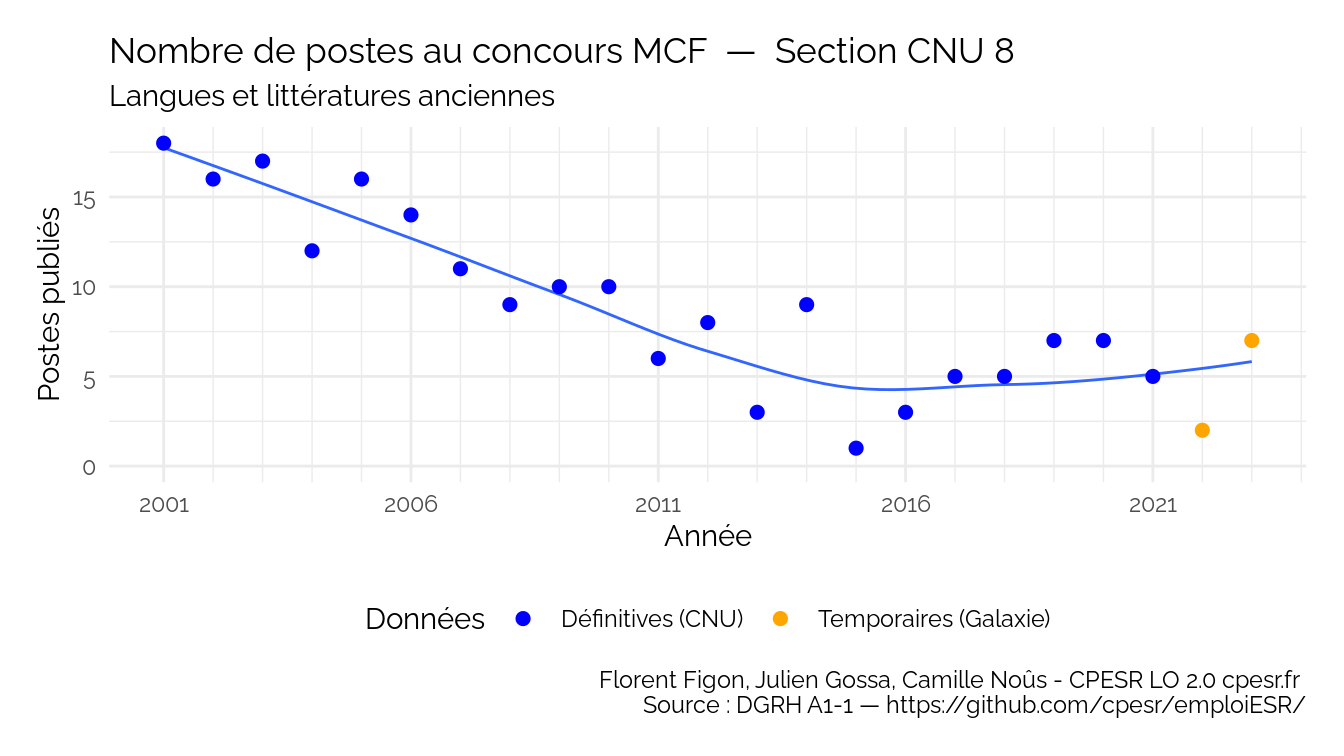 Nombre de postes au concours MCF — Section CNU 8
Langues et littératures anciennes
Postes publiés
15
10
5
0
2001
2006
2011
2016
2021
Année
Données
Définitives (CNU)
Temporaires (Galaxie)
Florent Figon, Julien Gossa, Camille Noûs - CPESR LO 2.0 cpesr.fr
Source : DGRH A1-1 — https://github.com/cpesr/emploiESR/